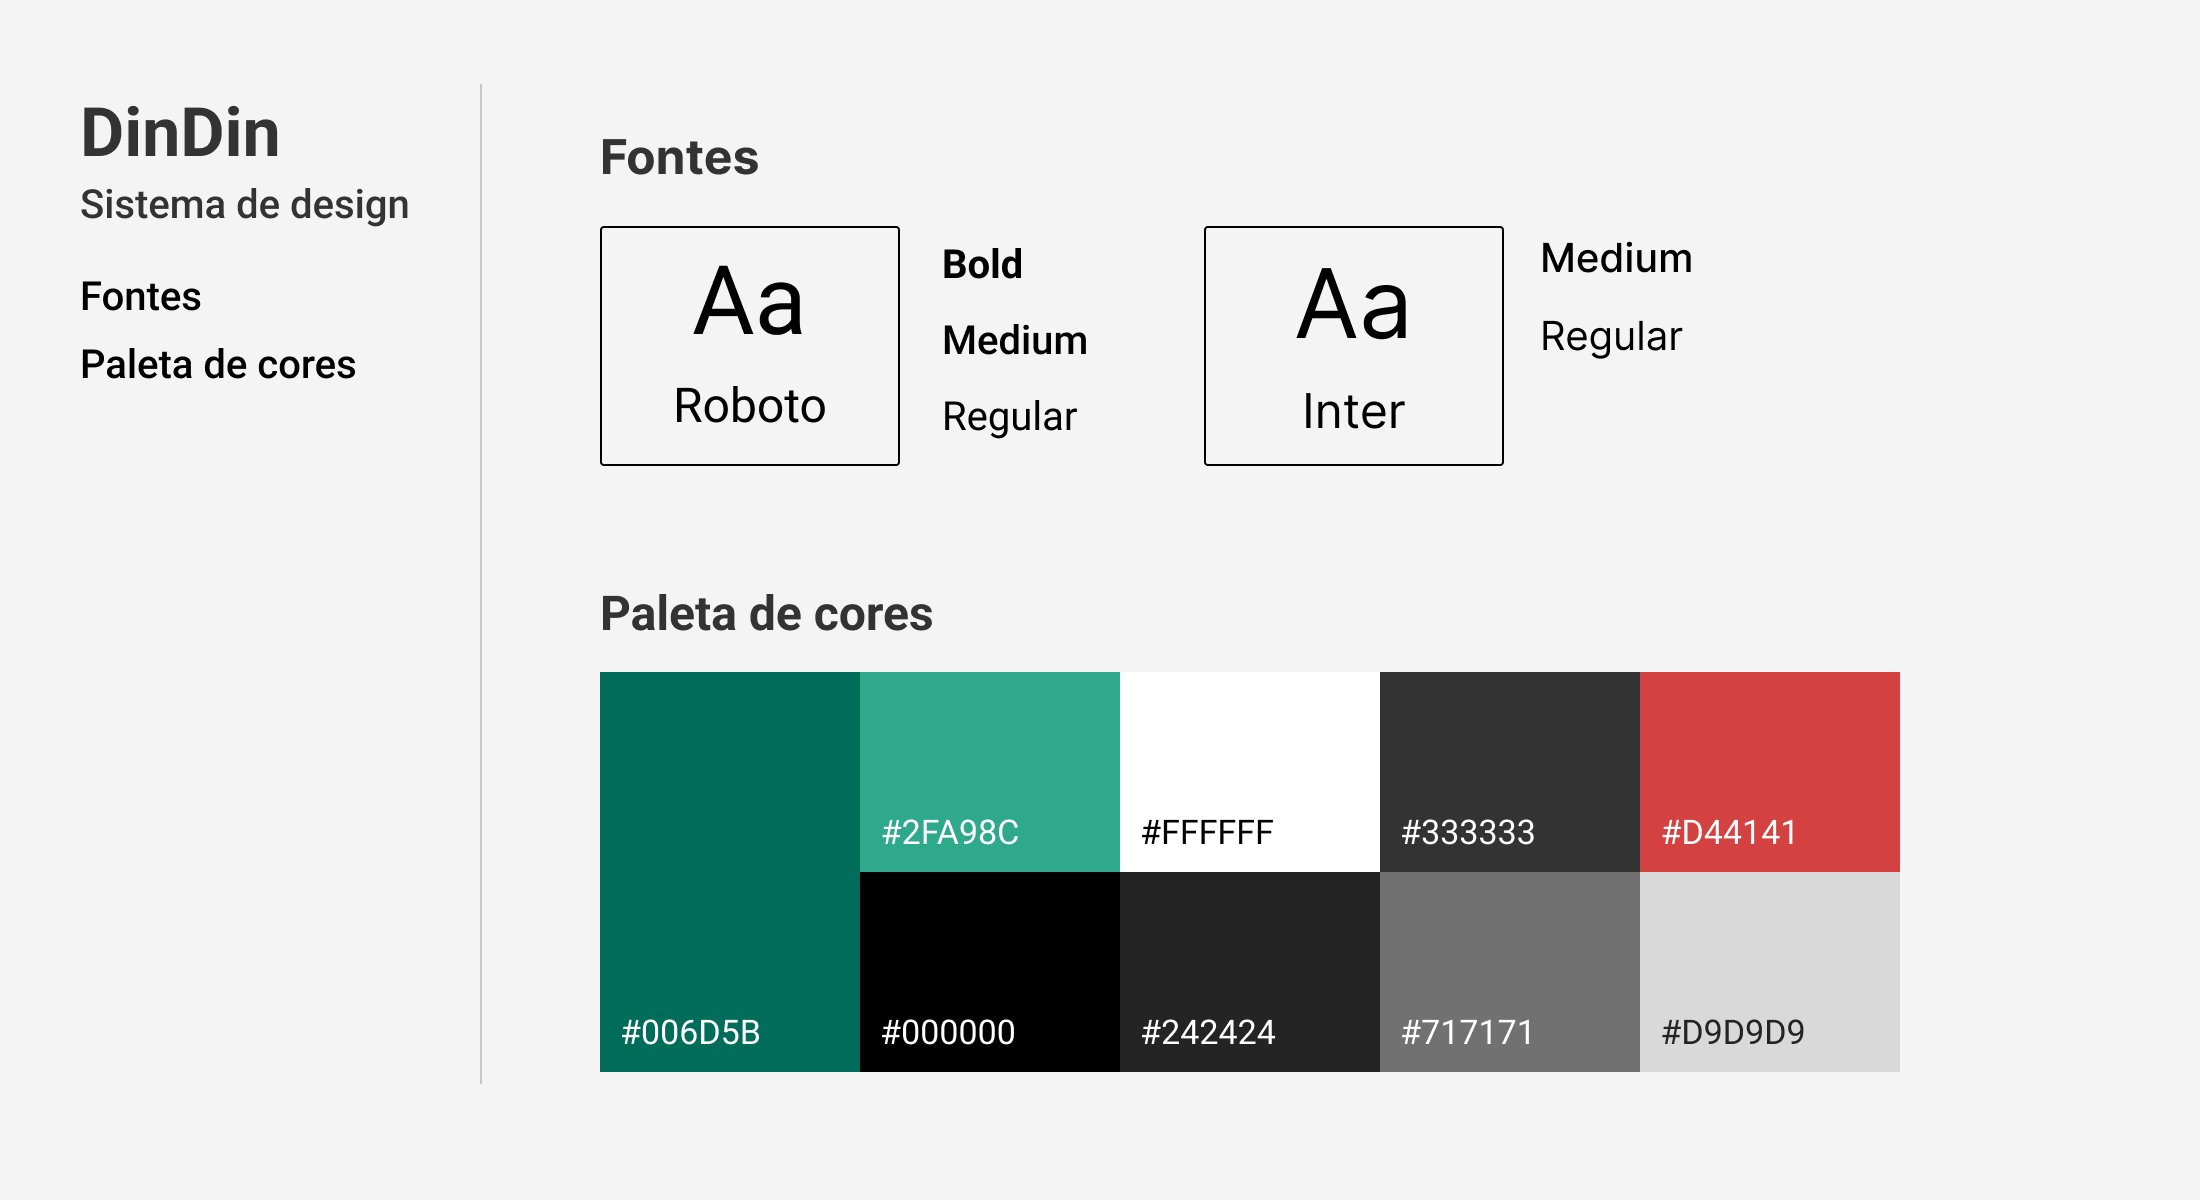 DinDin
Sistema de design
Fontes
Paleta de cores
Fontes
Aa
Roboto
Bold
Medium
Regular
Aa
Inter
Medium
Regular
Paleta de cores
#006D5B
#2FA98C
#FFFFFF
#333333
#D44141
#000000
#242424
#717171
#D9D9D9